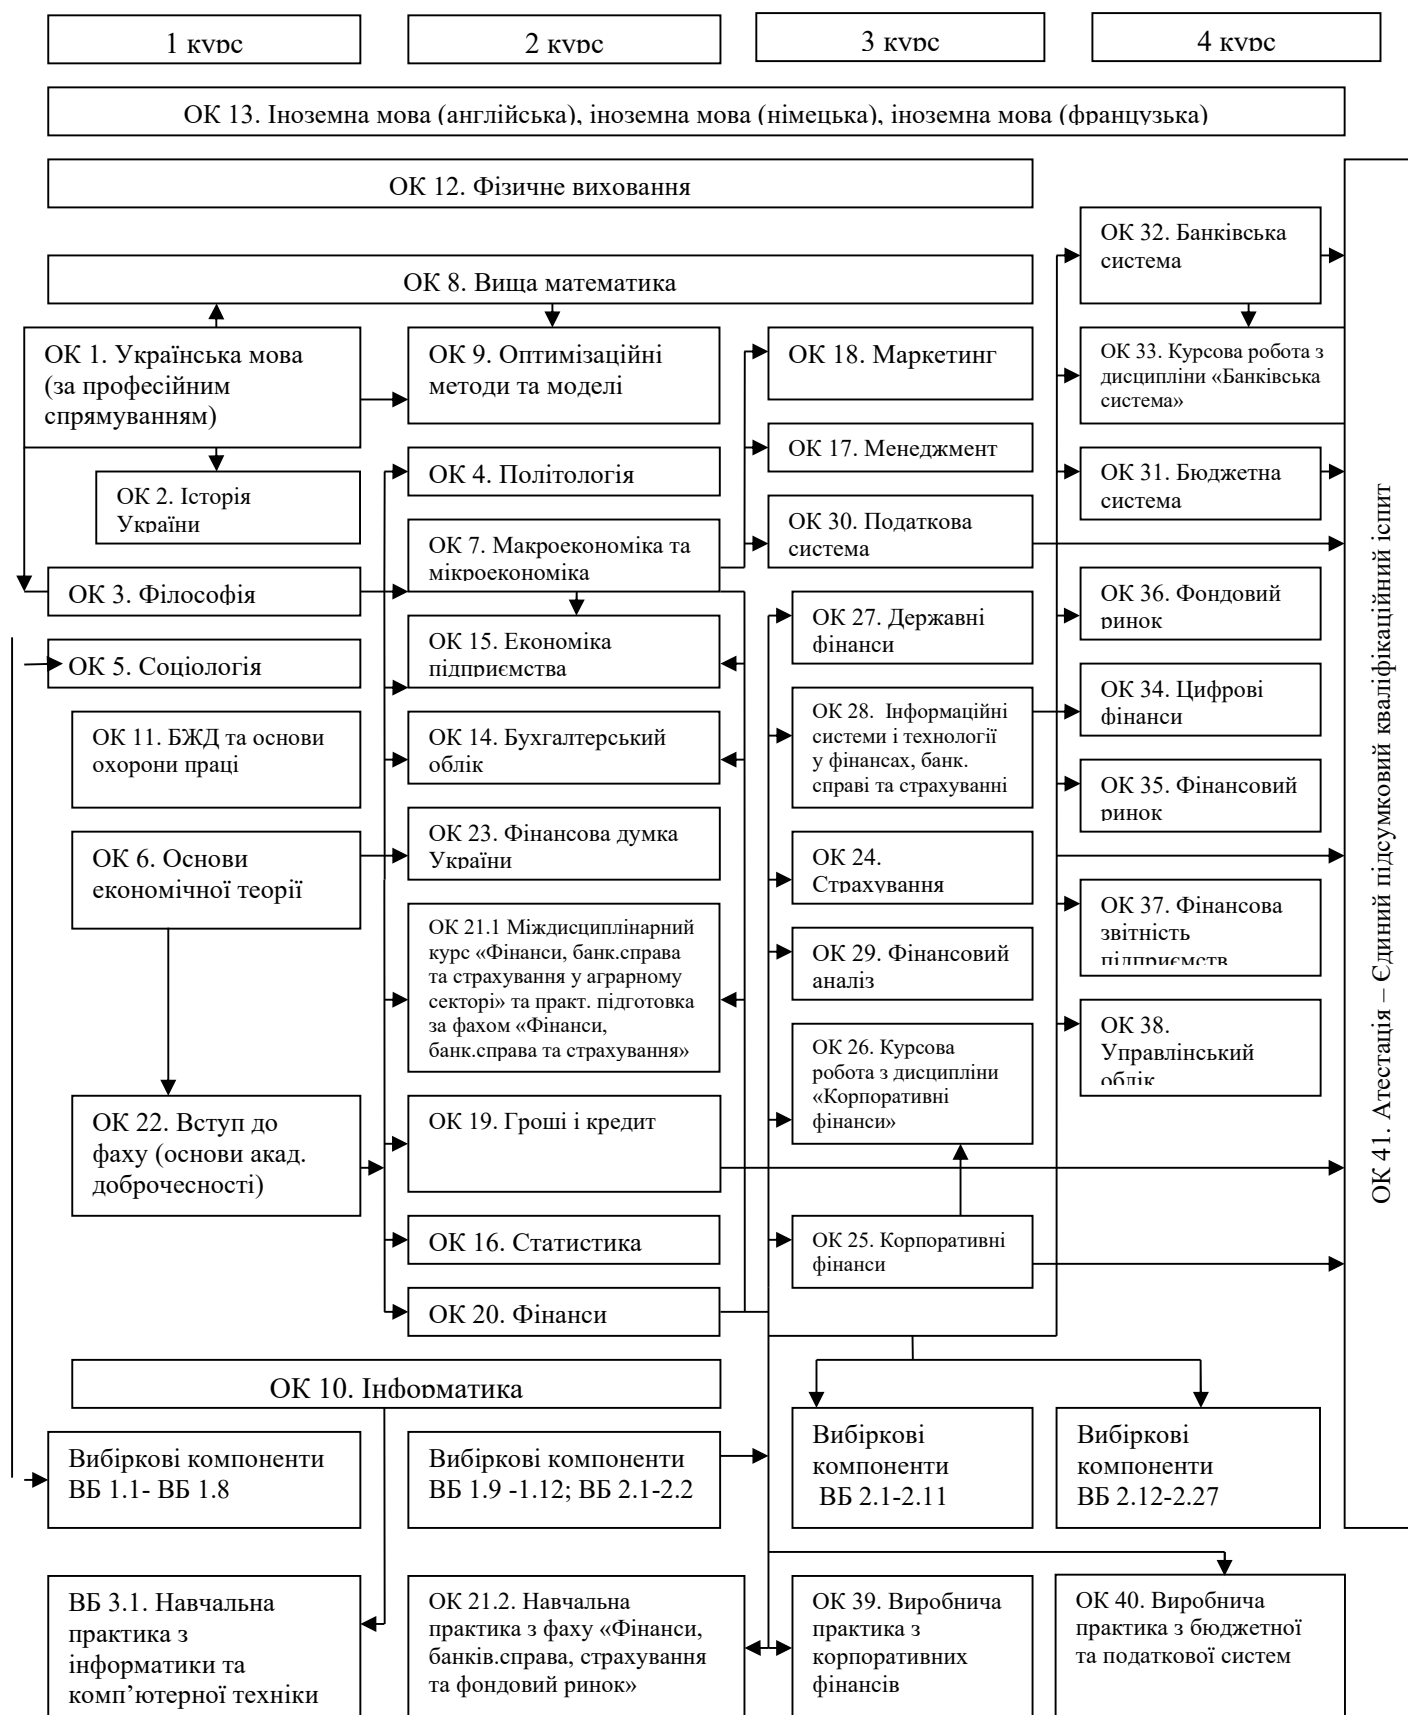 1 курс
2 курс
3 курс
4 курс
ОК 13. Іноземна мова (англійська), іноземна мова (німецька), іноземна мова (французька)
ОК 12. Фізичне виховання
ОК 8. Вища математика
ОК 1. Українська мова
(за професійним
спрямуванням)
ОК 2. Історія
України
ОК 3. Філософія
ОК 5. Соціологія
ОК 11. БЖД та основи
охорони праці
ОК 6. Основи
економічної теорії
ОК 22. Вступ до
фаху (основи акад.
доброчесності)
ОК 9. Оптимізаційні
методи та моделі
ОК 4. Політологія
ОК 7. Макроекономіка та
мікроекономіка
ОК 15. Економіка
підприємства
ОК 14. Бухгалтерський
облік
ОК 23. Фінансова думка
України
ОК 21.1 Міждисциплінарний
курс «Фінанси, банк.справа
та страхування у аграрному
секторі» та практ. підготовка
за фахом «Фінанси,
банк.справа та страхування»
ОК 19. Гроші і кредит
ОК 16. Статистика
ОК 20. Фінанси
ОК 18. Маркетинг
ОК 17. Менеджмент
ОК 30. Податкова
система
ОК 27. Державні
фінанси
ОК 28. Інформаційні
системи і технології
у фінансах, банк.
справі та страхуванні
ОК 24.
Страхування
ОК 29. Фінансовий
аналіз
ОК 26. Курсова
робота з дисципліни
«Корпоративні
фінанси»
ОК 25. Корпоративні
фінанси
ОК 32. Банківська
система
ОК 33. Курсова робота з
дисципліни «Банківська
система»
ОК 31. Бюджетна
система
ОК 36. Фондовий
ринок
ОК 34. Цифрові
фінанси
ОК 35. Фінансовий
ринок
ОК 37. Фінансова
звітність
підприємств
ОК 38.
Управлінський
облік
ОК 41. Атестація – Єдиний підсумковий кваліфікаційний іспит
ОК 10. Інформатика
Вибіркові компоненти
ВБ 1.1- ВБ 1.8
Вибіркові компоненти
ВБ 1.9 -1.12; ВБ 2.1-2.2
Вибіркові
компоненти
ВБ 2.1-2.11
Вибіркові
компоненти
ВБ 2.12-2.27
ВБ 3.1. Навчальна
практика з
інформатики та
комп’ютерної техніки
ОК 21.2. Навчальна
практика з фаху «Фінанси,
банків.справа, страхування
та фондовий ринок»
ОК 39. Виробнича
практика з
корпоративних
фінансів
ОК 40. Виробнича
практика з бюджетної
та податкової систем